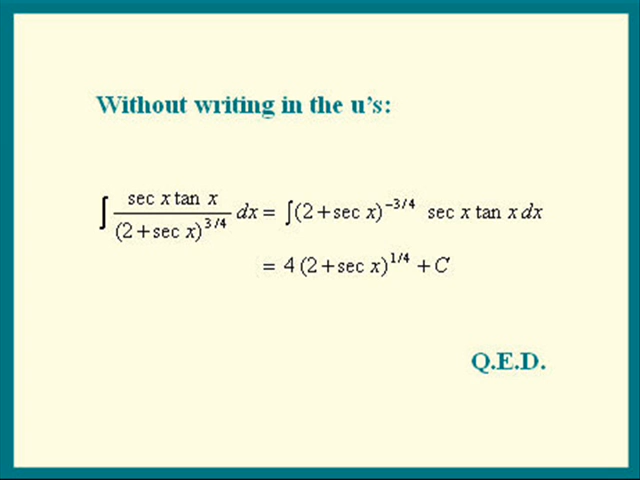 Without writing in the u's:
∫ sec x tan x / (2+sec x)^3/4 dx = ∫(2+sec x)^-3/4 sec x tan x dx
= 4 (2+sec x)^1/4 + C
Q.E.D.